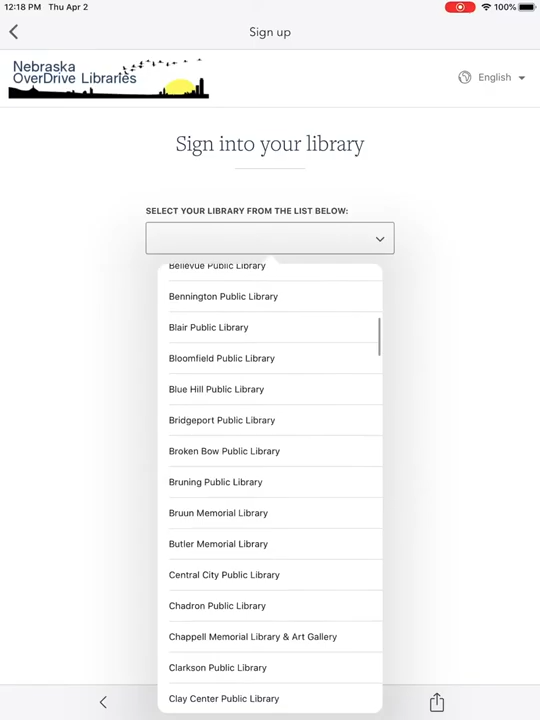 12:18 PM Thu Apr 2
100%
Sign up
Nebraska
OverDrive Libraries
English
Sign into your library
SELECT YOUR LIBRARY FROM THE LIST BELOW:
Bellevue Public Library
Bennington Public Library
Blair Public Library
Bloomfield Public Library
Blue Hill Public Library
Bridgeport Public Library
Broken Bow Public Library
Bruning Public Library
Bruun Memorial Library
Butler Memorial Library
Central City Public Library
Chadron Public Library
Chappell Memorial Library & Art Gallery
Clarkson Public Library
Clay Center Public Library